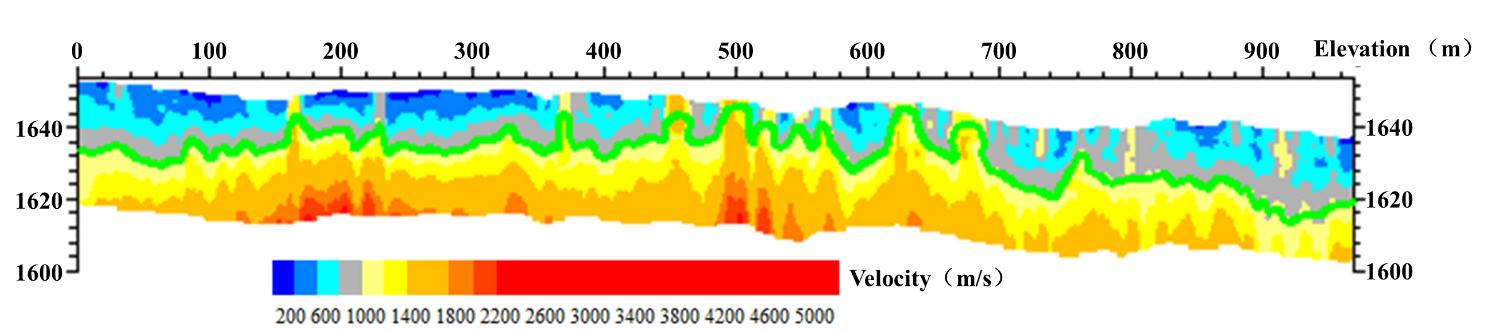 0 100 200 300 400 500 600 700 800 900 Elevation （m）
1640 1640
1620 1620
1600 1600
Velocity（m/s）
200 600 1000 1400 1800 2200 2600 3000 3400 3800 4200 4600 5000